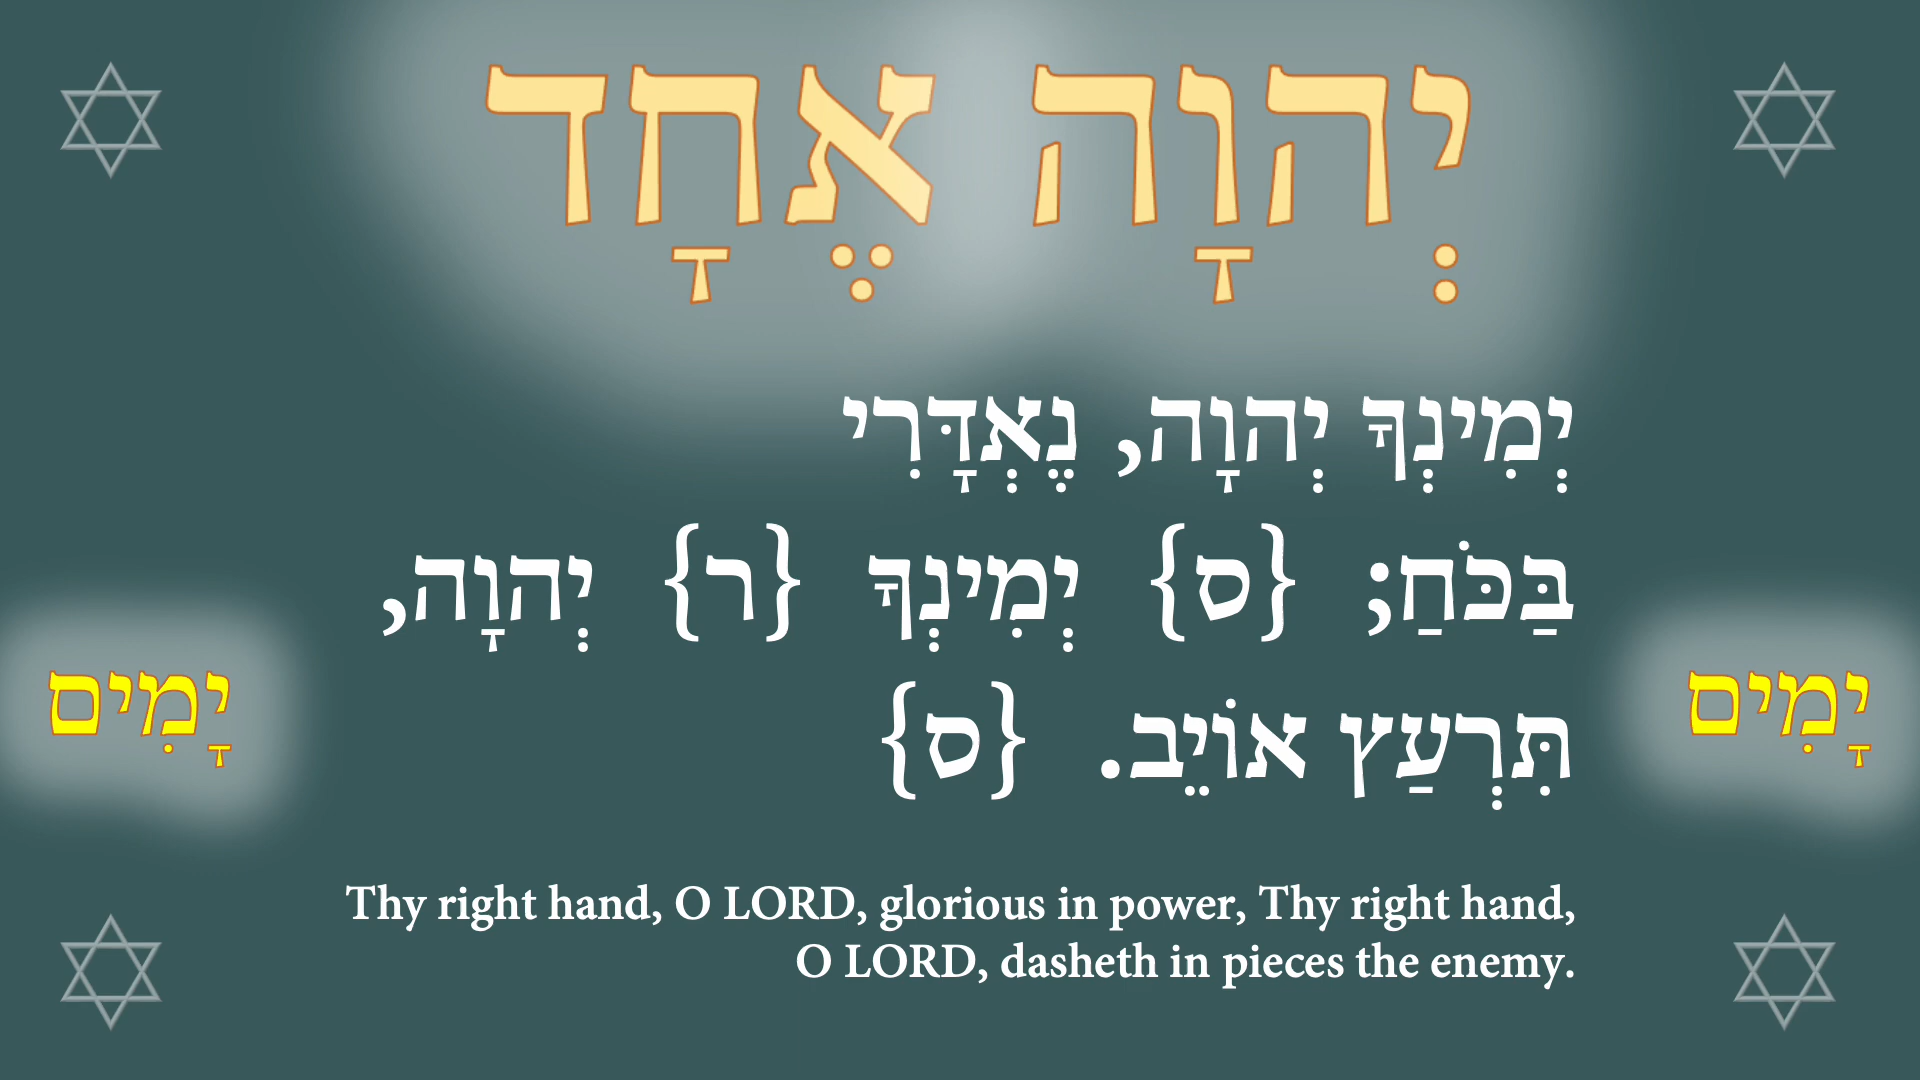 יְהוָה אֶחָד
יְמִינְךָ יְהוָה, נֶאְדָּרִי
בַּכֹּחַ; {ס} יְמִינְךָ {ר} יְהוָה,
יָמִים
יָמִים
תִּרְעַץ אוֹיֵב. {ס}
Thy right hand, O LORD, glorious in power, Thy right hand,
O LORD, dasheth in pieces the enemy.